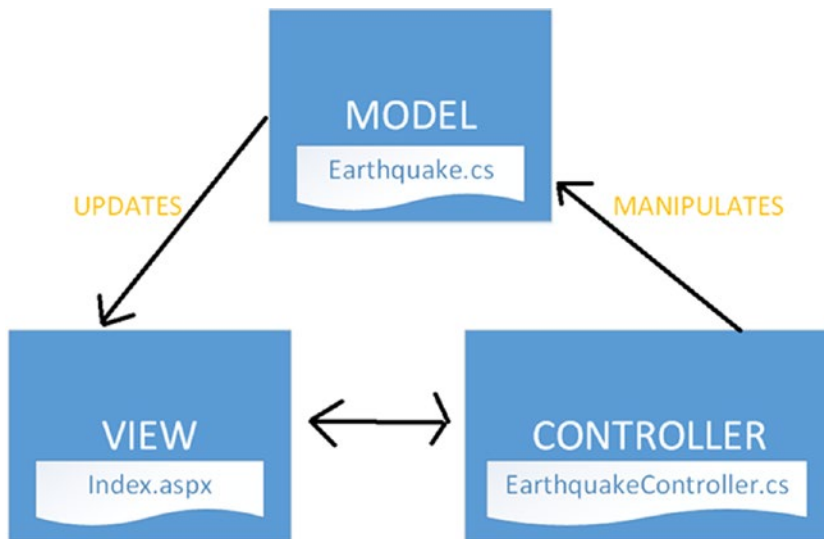 MODEL
Earthquake.cs
UPDATES
MANIPULATES
VIEW
Index.aspx
CONTROLLER
EarthquakeController.cs